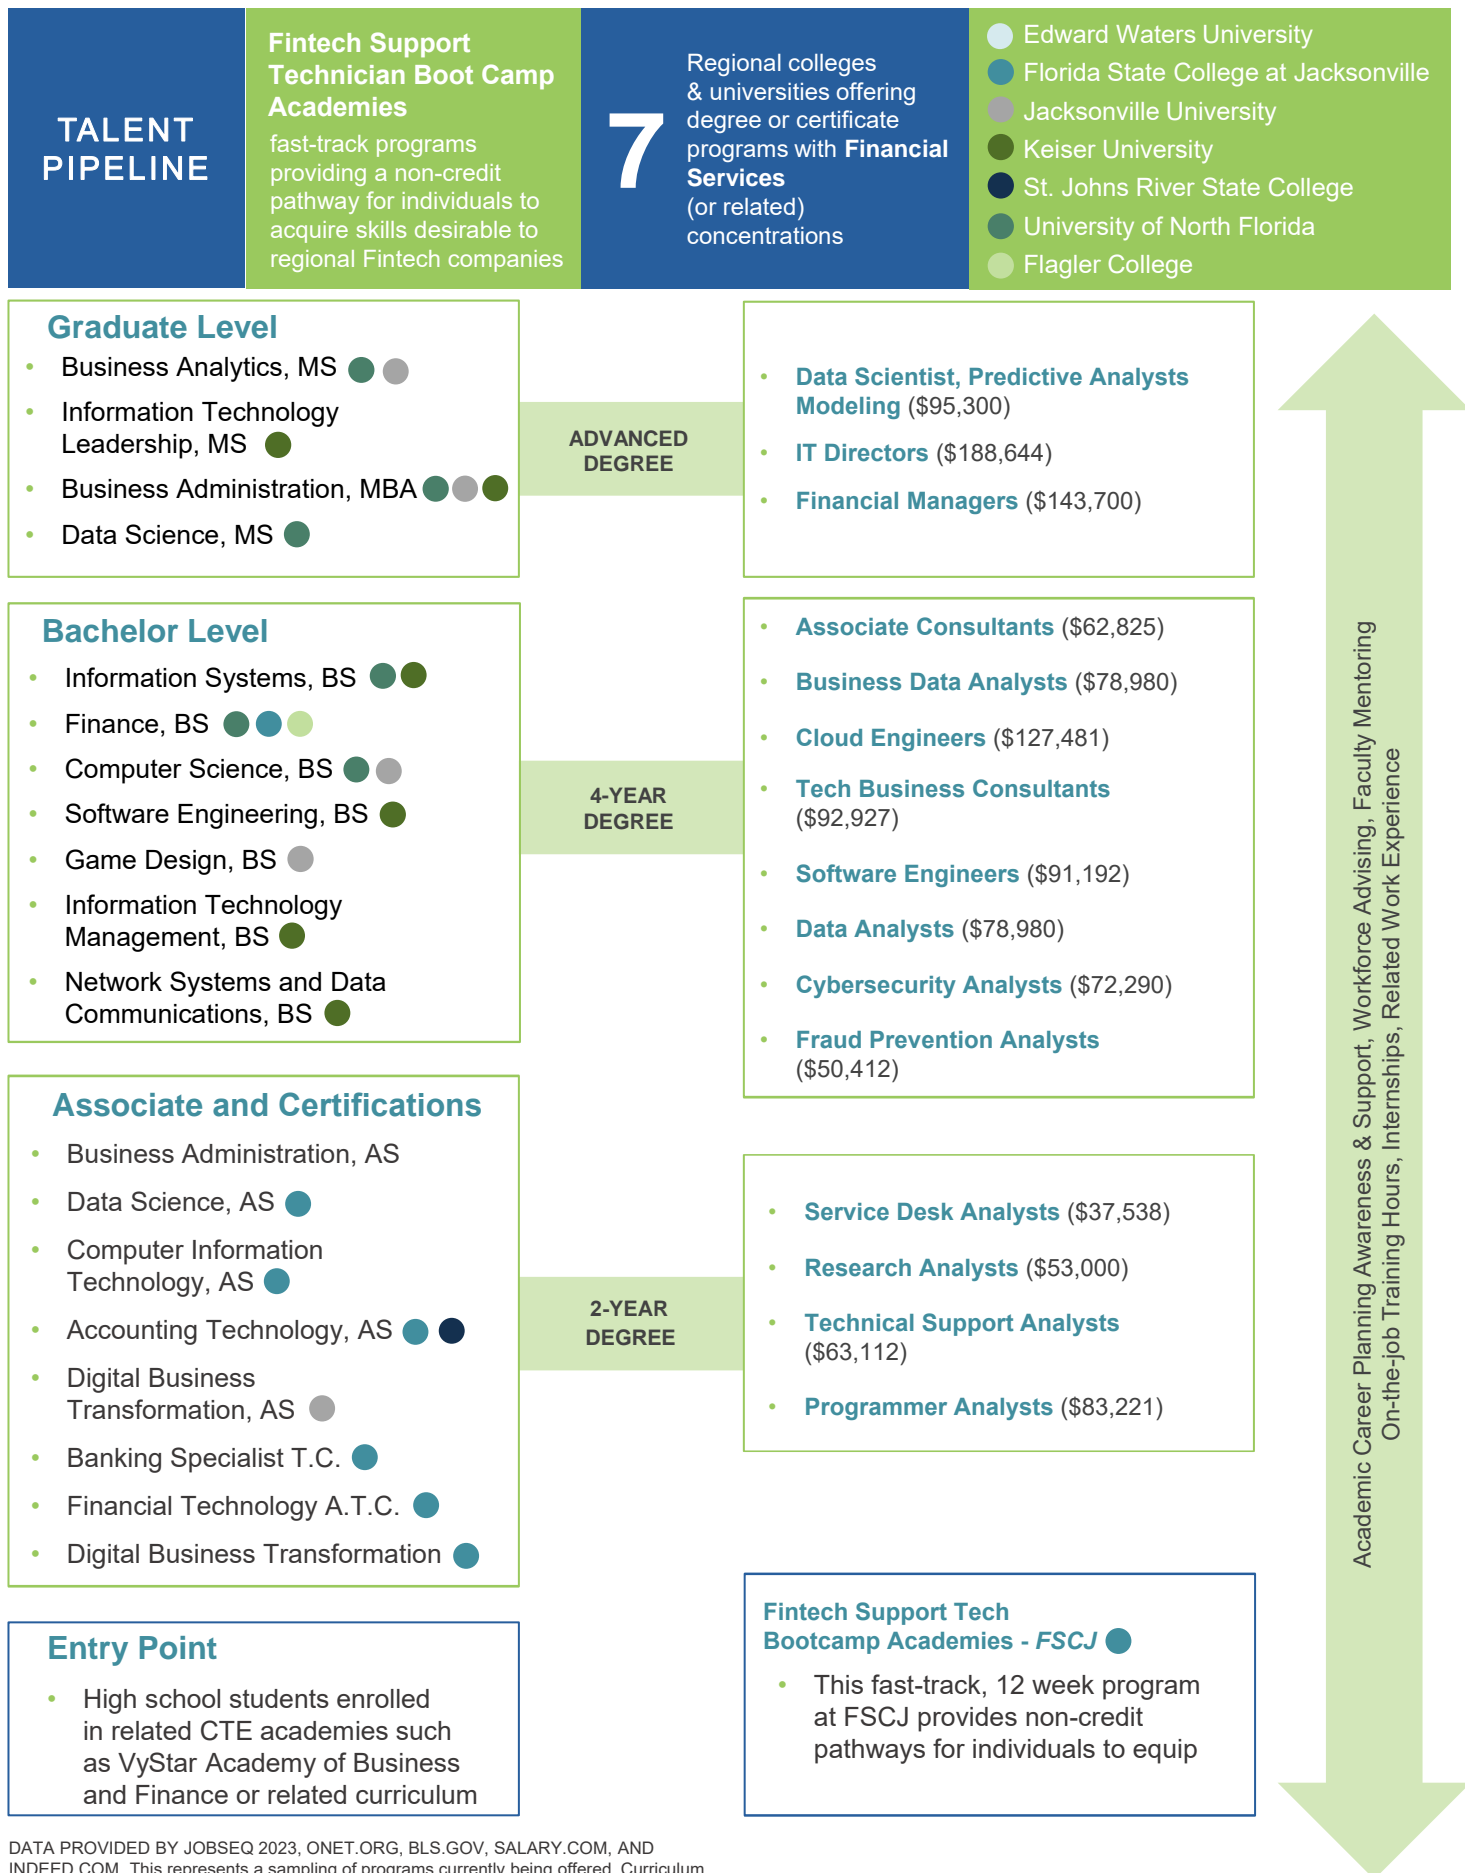 TALENT
PIPELINE
Fintech Support
Technician Boot Camp
Academies
fast-track programs
providing a non-credit
pathway for individuals to
acquire skills desirable to
regional Fintech companies
7
Regional colleges
& universities offering
degree or certificate
programs with Financial
Services
(or related)
concentrations
Edward Waters University
Florida State College at Jacksonville
Jacksonville University
Keiser University
St. Johns River State College
University of North Florida
Flagler College
Graduate Level
• Business Analytics, MS
• Information Technology
Leadership, MS
• Business Administration, MBA
• Data Science, MS
ADVANCED
DEGREE
• Data Scientist, Predictive Analysts
Modeling ($95,300)
• IT Directors ($188,644)
• Financial Managers ($143,700)
Bachelor Level
• Information Systems, BS
• Finance, BS
• Computer Science, BS
• Software Engineering, BS
• Game Design, BS
• Information Technology
Management, BS
• Network Systems and Data
Communications, BS
4-YEAR
DEGREE
• Associate Consultants ($62,825)
• Business Data Analysts ($78,980)
• Cloud Engineers ($127,481)
• Tech Business Consultants
($92,927)
• Software Engineers ($91,192)
• Data Analysts ($78,980)
• Cybersecurity Analysts ($72,290)
• Fraud Prevention Analysts
($50,412)
Associate and Certifications
• Business Administration, AS
• Data Science, AS
• Computer Information
Technology, AS
• Accounting Technology, AS
• Digital Business
Transformation, AS
• Banking Specialist T.C.
• Financial Technology A.T.C.
• Digital Business Transformation
2-YEAR
DEGREE
• Service Desk Analysts ($37,538)
• Research Analysts ($53,000)
• Technical Support Analysts
($63,112)
• Programmer Analysts ($83,221)
Entry Point
• High school students enrolled
in related CTE academies such
as VyStar Academy of Business
and Finance or related curriculum
Fintech Support Tech
Bootcamp Academies - FSCJ
• This fast-track, 12 week program
at FSCJ provides non-credit
pathways for individuals to equip
Academic Career Planning Awareness & Support, Workforce Advising, Faculty Mentoring
On-the-job Training Hours, Internships, Related Work Experience
DATA PROVIDED BY JOBSEQ 2023, ONET.ORG, BLS.GOV, SALARY.COM, AND
INDEED.COM. This represents a sampling of programs currently being offered. Curriculum